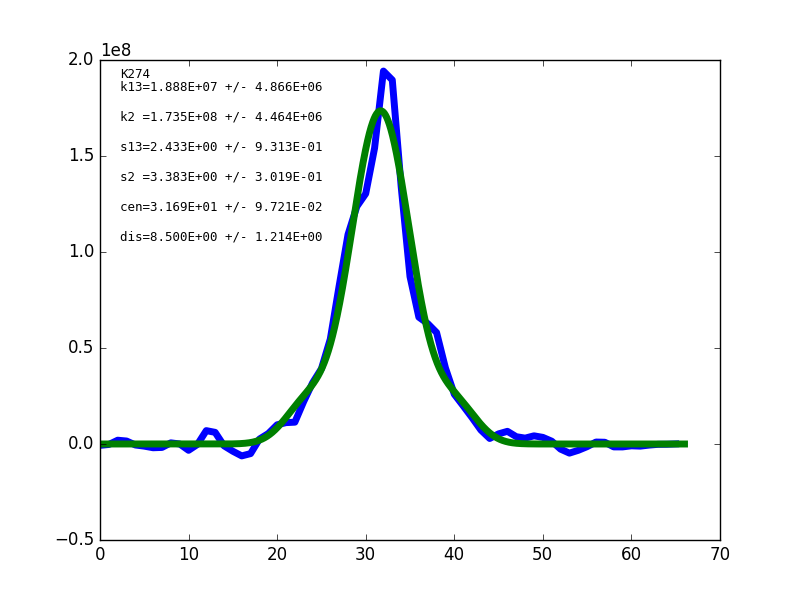 1e8
2.0
K274
k13=1.888E+07 +/- 4.866E+06
k2 =1.735E+08 +/- 4.464E+06
1.5
s13=2.433E+00 +/- 9.313E-01
s2 =3.383E+00 +/- 3.019E-01
cen=3.169E+01 +/- 9.721E-02
dis=8.500E+00 +/- 1.214E+00
1.0
0.5
0.0
−0.5
0 10 20 30 40 50 60 70